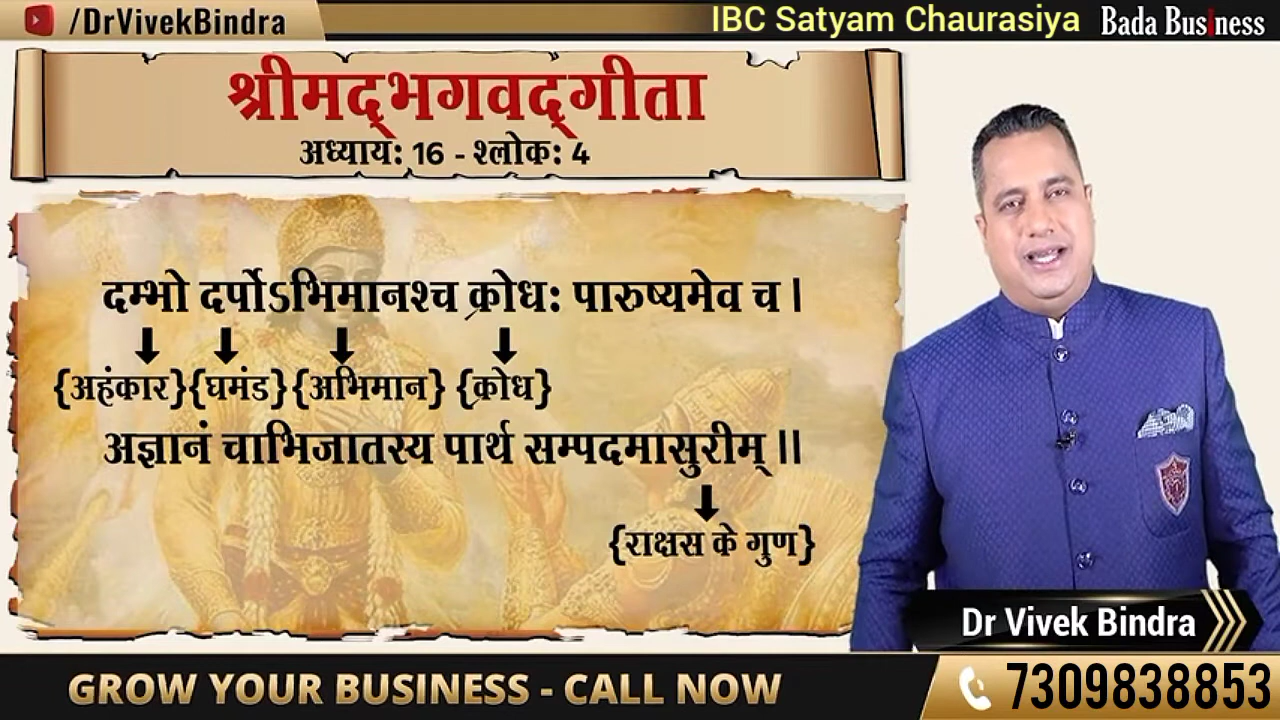 /DrVivekBindra
IBC Satyam Chaurasiya Bada Business
श्रीमद्भगवद्गीता
अध्याय: 16 - श्लोक: 4
दम्भो दर्पोऽभिमानश्च क्रोध: पारुष्यमेव च।
{अहंकार} {घमंड} {अभिमान} {क्रोध}
अज्ञानं चाभिजातस्य पार्थ सम्पदमासुरीम्।।
{राक्षस के गुण}
Dr Vivek Bindra
GROW YOUR BUSINESS - CALL NOW
7309838853